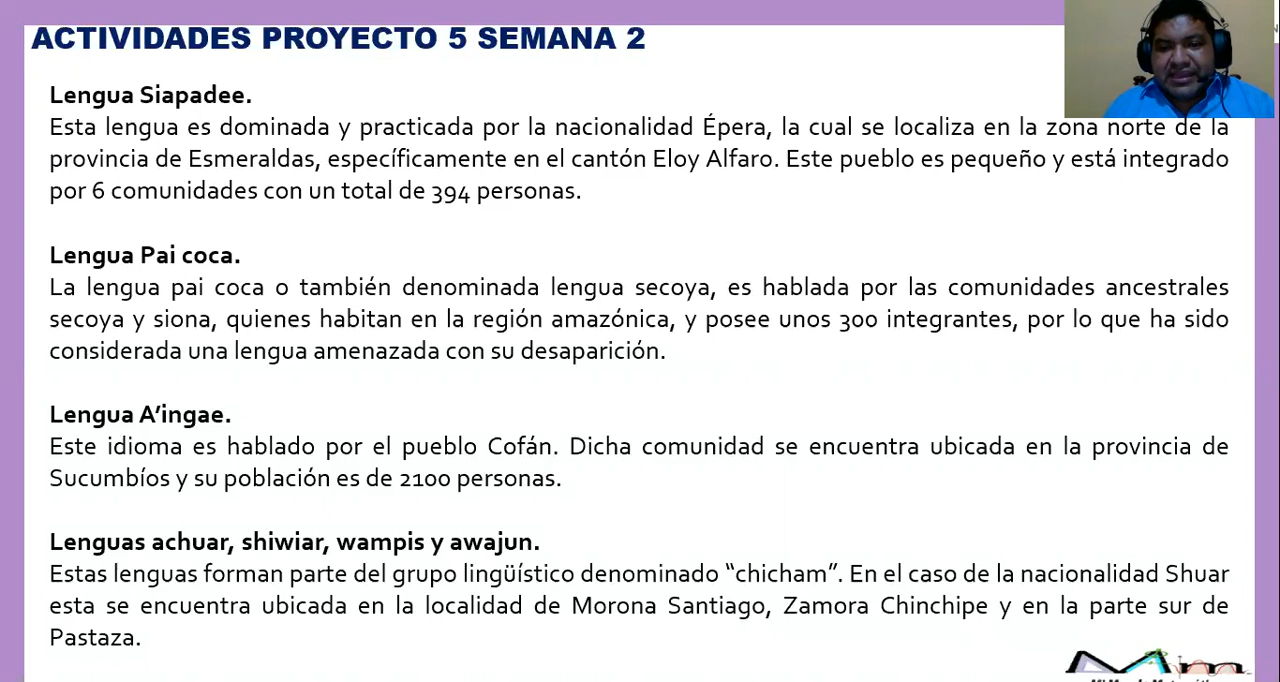 ACTIVIDADES PROYECTO 5 SEMANA 2
Lengua Siapadee.
Esta lengua es dominada y practicada por la nacionalidad Épera, la cual se localiza en la zona norte de la
provincia de Esmeraldas, específicamente en el cantón Eloy Alfaro. Este pueblo es pequeño y está integrado
por 6 comunidades con un total de 394 personas.
Lengua Pai coca.
La lengua pai coca o también denominada lengua secoya, es hablada por las comunidades ancestrales
secoya y siona, quienes habitan en la región amazónica, y posee unos 300 integrantes, por lo que ha sido
considerada una lengua amenazada con su desaparición.
Lengua A’ingae.
Este idioma es hablado por el pueblo Cofán. Dicha comunidad se encuentra ubicada en la provincia de
Sucumbíos y su población es de 2100 personas.
Lenguas achuar, shiwiar, wampis y awajun.
Estas lenguas forman parte del grupo lingüístico denominado “chicham”. En el caso de la nacionalidad Shuar
esta se encuentra ubicada en la localidad de Morona Santiago, Zamora Chinchipe y en la parte sur de
Pastaza.